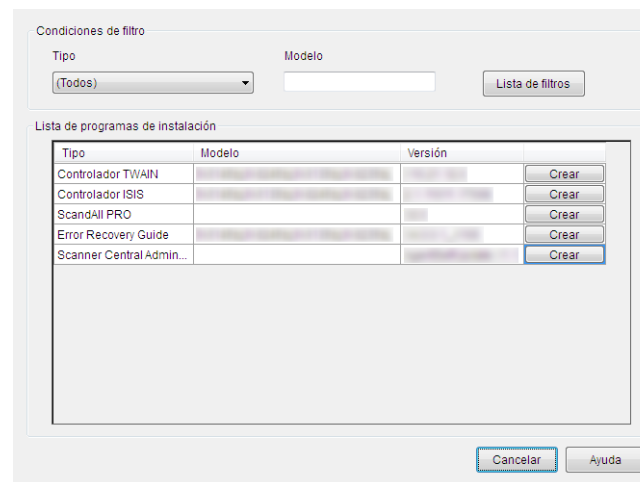 Condiciones de filtro
Tipo Modelo
(Todos) Lista de filtros
Lista de programas de instalación
Tipo Modelo Versión
Controlador TWAIN Crear
Controlador ISIS Crear
ScandAll PRO Crear
Error Recovery Guide Crear
Scanner Central Admin... Crear
Cancelar Ayuda